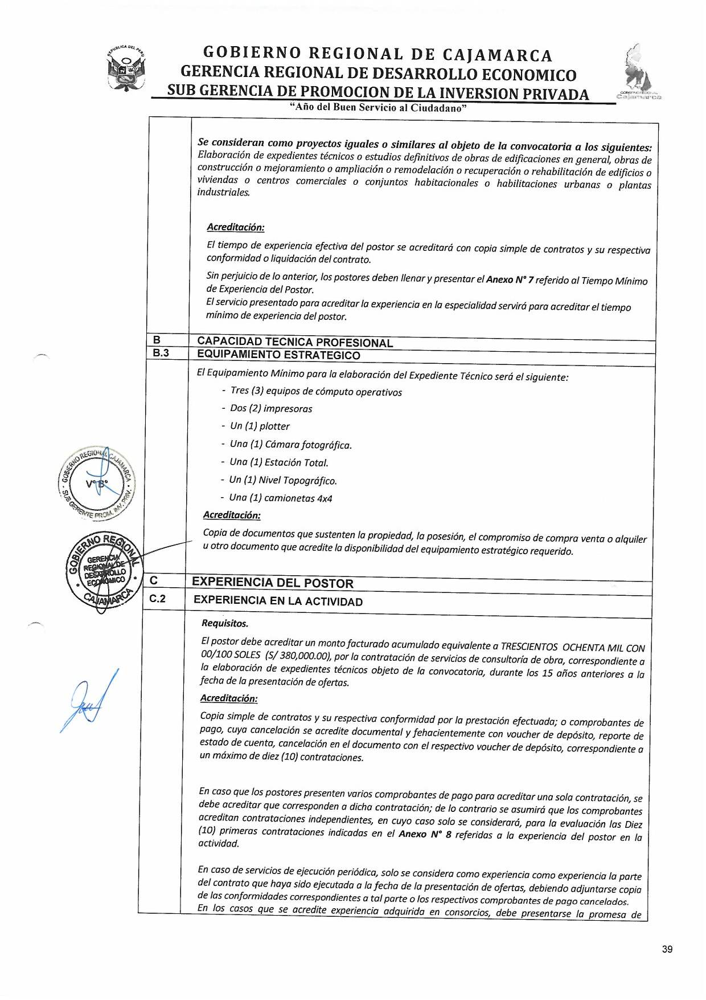 REPUBLICA DEL PERU
GOBIERNO REGIONAL DE CAJAMARCA
GERENCIA REGIONAL DE DESARROLLO ECONOMICO
SUB GERENCIA DE PROMOCION DE LA INVERSION PRIVADA
“Año del Buen Servicio al Ciudadano”
GOBIERNO REGIONAL
Cajamarca
Se consideran como proyectos iguales o similares al objeto de la convocatoria a los siguientes:
Elaboración de expedientes técnicos o estudios definitivos de obras de edificaciones en general, obras de
construcción o mejoramiento o ampliación o remodelación o recuperación o rehabilitación de edificios o
viviendas o centros comerciales o conjuntos habitacionales o habilitaciones urbanas o plantas
industriales.
Acreditación:
El tiempo de experiencia efectiva del postor se acreditará con copia simple de contratos y su respectiva
conformidad o liquidación del contrato.
Sin perjuicio de lo anterior, los postores deben llenar y presentar el Anexo N° 7 referido al Tiempo Mínimo
de Experiencia del Postor.
El servicio presentado para acreditar la experiencia en la especialidad servirá para acreditar el tiempo
mínimo de experiencia del postor.
B CAPACIDAD TECNICA PROFESIONAL
B.3 EQUIPAMIENTO ESTRATEGICO
El Equipamiento Mínimo para la elaboración del Expediente Técnico será el siguiente:
- Tres (3) equipos de cómputo operativos
- Dos (2) impresoras
- Un (1) plotter
- Una (1) Cámara fotográfica.
- Una (1) Estación Total.
- Un (1) Nivel Topográfico.
- Una (1) camionetas 4x4
Acreditación:
Copia de documentos que sustenten la propiedad, la posesión, el compromiso de compra venta o alquiler
u otro documento que acredite la disponibilidad del equipamiento estratégico requerido.
GOBIERNO REGIONAL CAJAMARCA
V°B°
SUB GERENTE PROM. INV. PRIV.
GOBIERNO REGIONAL
GERENCIA
REGIONAL DE
DESARROLLO
ECONOMICO
CAJAMARCA
C EXPERIENCIA DEL POSTOR
C.2 EXPERIENCIA EN LA ACTIVIDAD
Requisitos.
El postor debe acreditar un monto facturado acumulado equivalente a TRESCIENTOS OCHENTA MIL CON
00/100 SOLES (S/ 380,000.00), por la contratación de servicios de consultoría de obra, correspondiente a
la elaboración de expedientes técnicos objeto de la convocatoria, durante los 15 años anteriores a la
fecha de la presentación de ofertas.
Acreditación:
Copia simple de contratos y su respectiva conformidad por la prestación efectuada; o comprobantes de
pago, cuya cancelación se acredite documental y fehacientemente con voucher de depósito, reporte de
estado de cuenta, cancelación en el documento con el respectivo voucher de depósito, correspondiente a
un máximo de diez (10) contrataciones.
En caso que los postores presenten varios comprobantes de pago para acreditar una sola contratación, se
debe acreditar que corresponden a dicha contratación; de lo contrario se asumirá que los comprobantes
acreditan contrataciones independientes, en cuyo caso solo se considerará, para la evaluación las Diez
(10) primeras contrataciones indicadas en el Anexo N° 8 referidas a la experiencia del postor en la
actividad.
En caso de servicios de ejecución periódica, solo se considera como experiencia como experiencia la parte
del contrato que haya sido ejecutada a la fecha de la presentación de ofertas, debiendo adjuntarse copia
de las conformidades correspondientes a tal parte o los respectivos comprobantes de pago cancelados.
En los casos que se acredite experiencia adquirida en consorcios, debe presentarse la promesa de
39